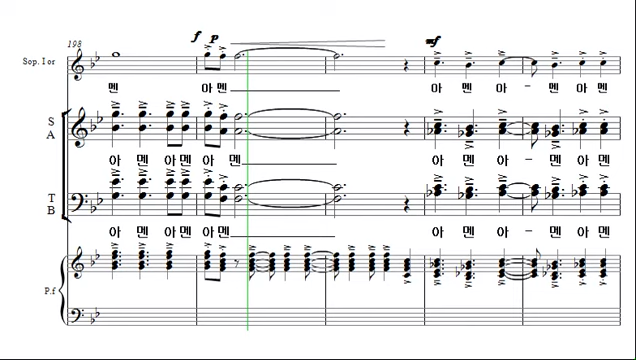 198
f p mf
Sop. I or
멘 아멘 아 멘 아- 멘 아 멘
S
A
아 멘 아멘 아 멘 아 멘 아- 멘 아 멘
T
B
아 멘 아멘 아멘 아 멘 아 - 멘 아 멘
P.f